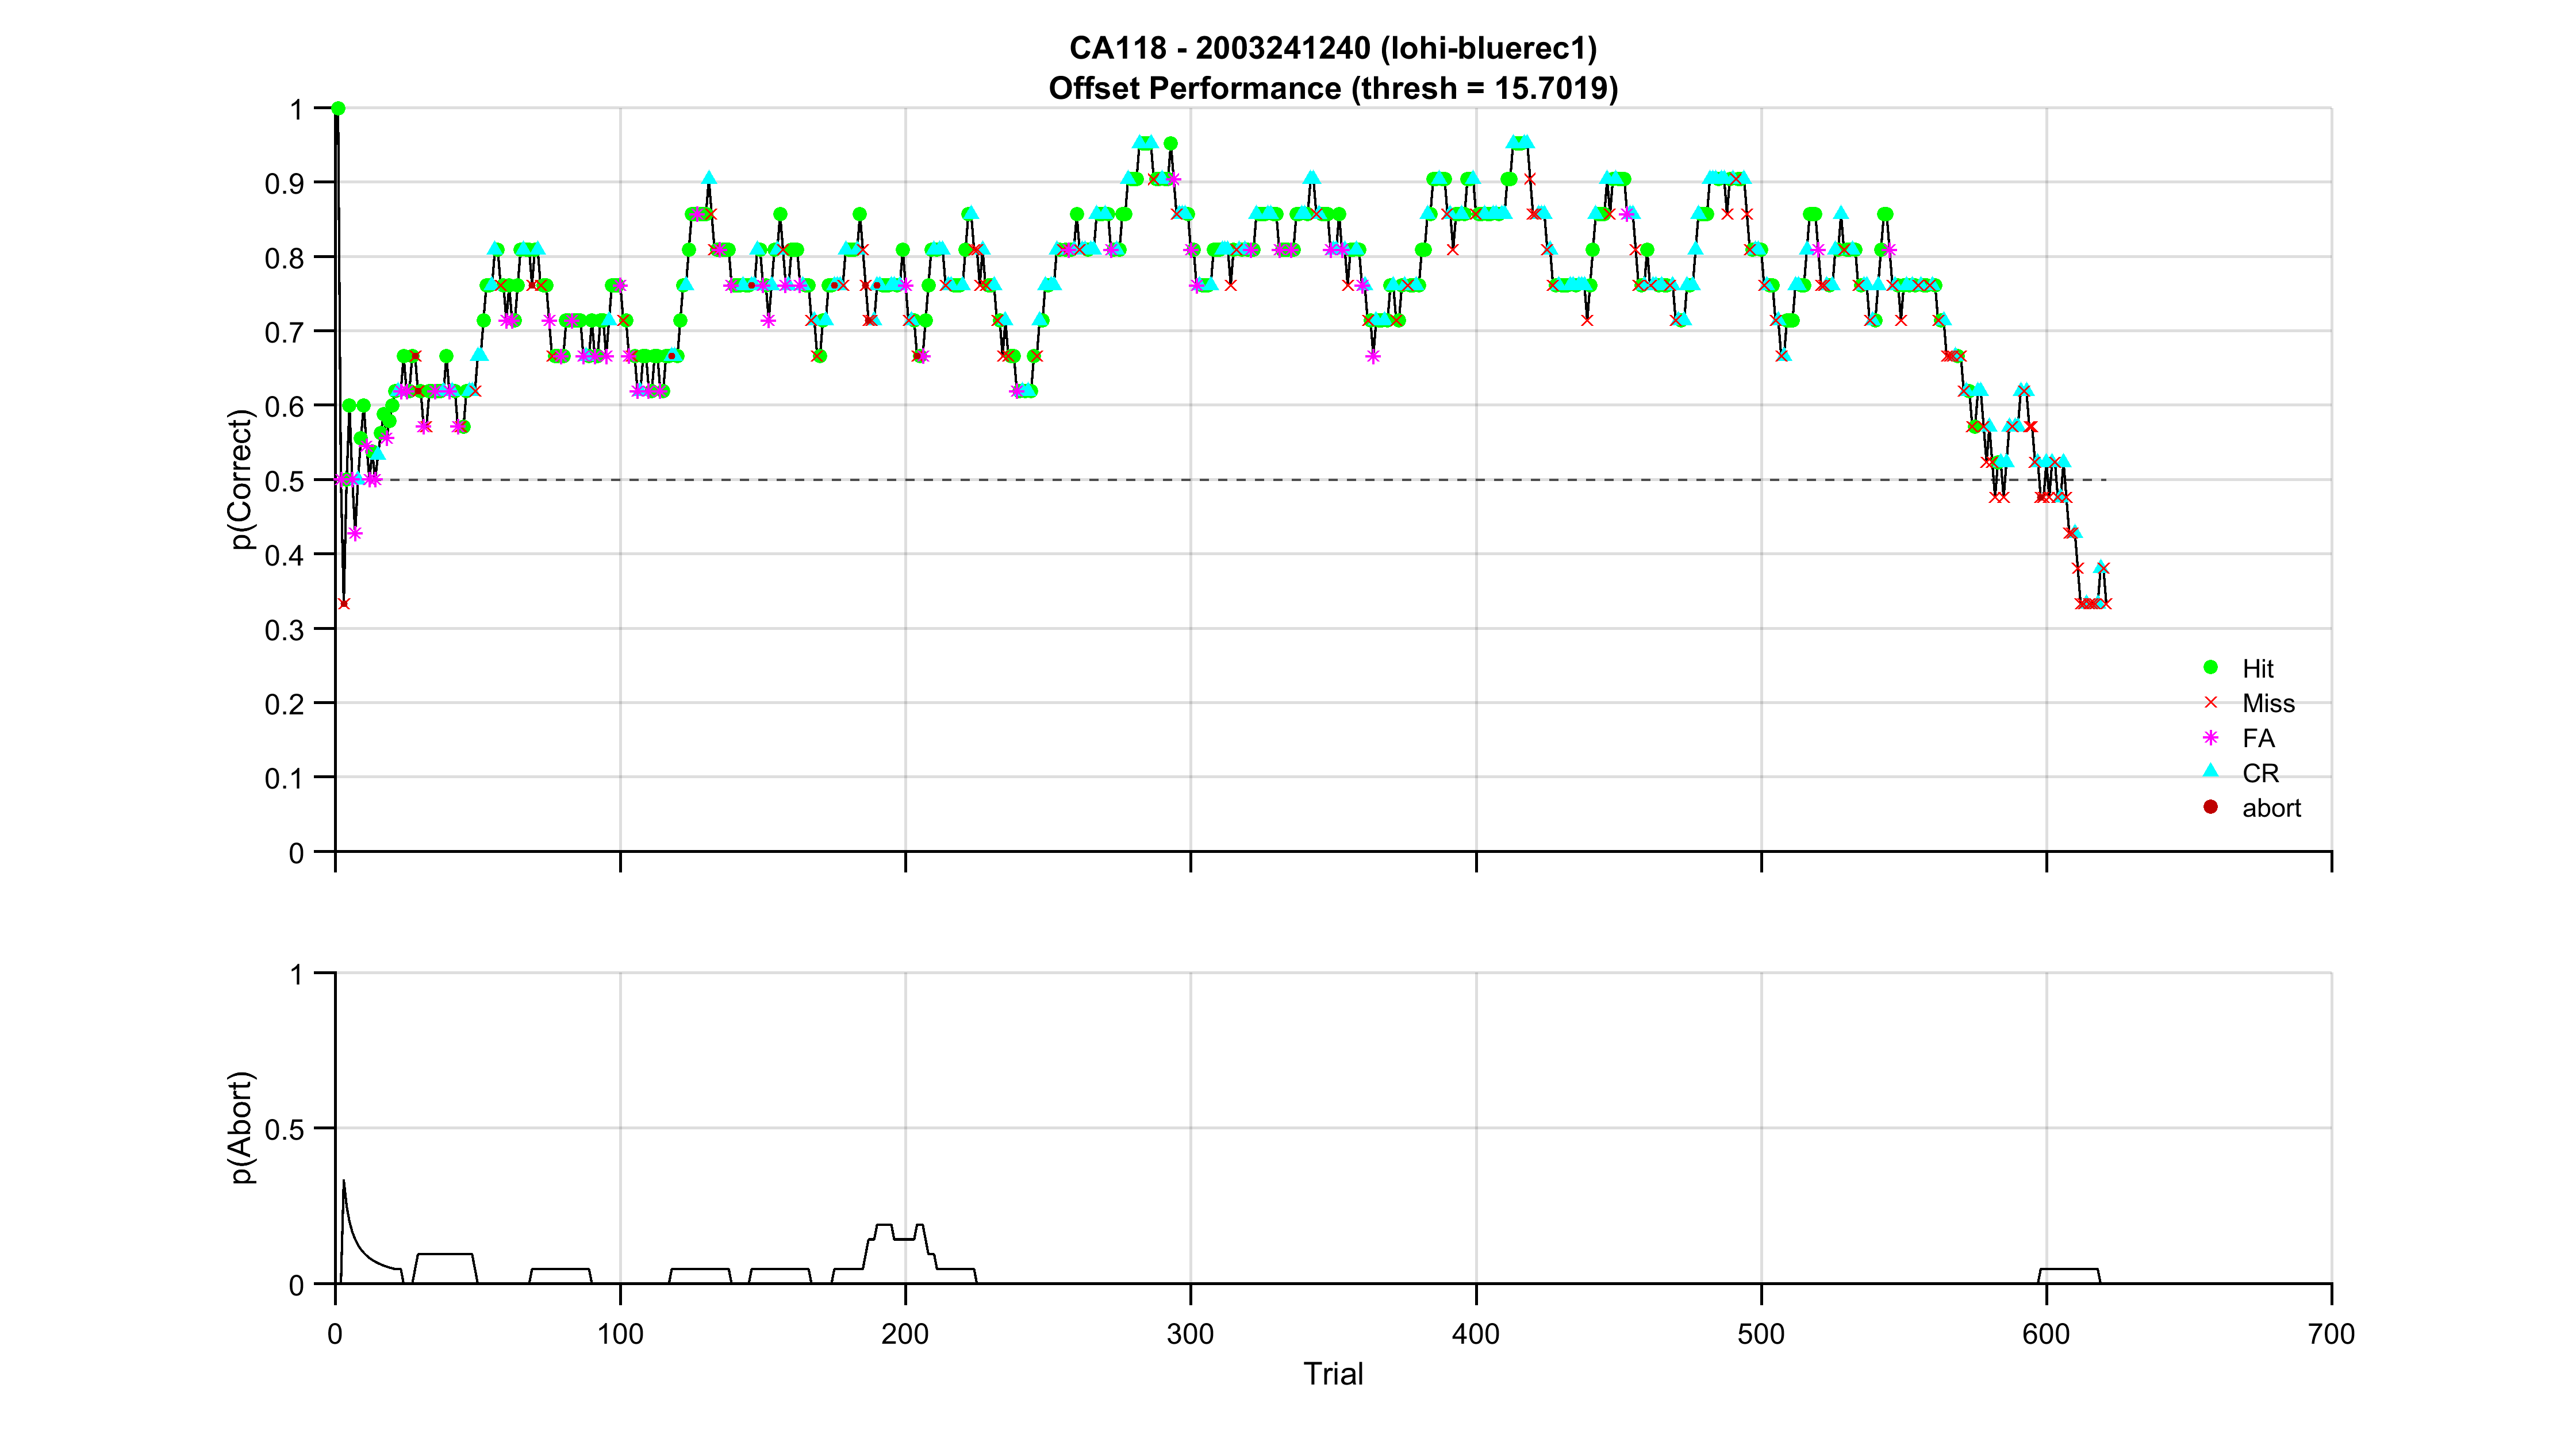 CA118 - 2003241240 (lohi-bluerec1)
Offset Performance (thresh = 15.7019)
1
0.9
0.8
0.7
0.6
0.5
0.4
0.3
0.2
0.1
0
p(Correct)
Hit
Miss
FA
CR
abort
1
0.5
0
p(Abort)
0 100 200 300 400 500 600 700
Trial